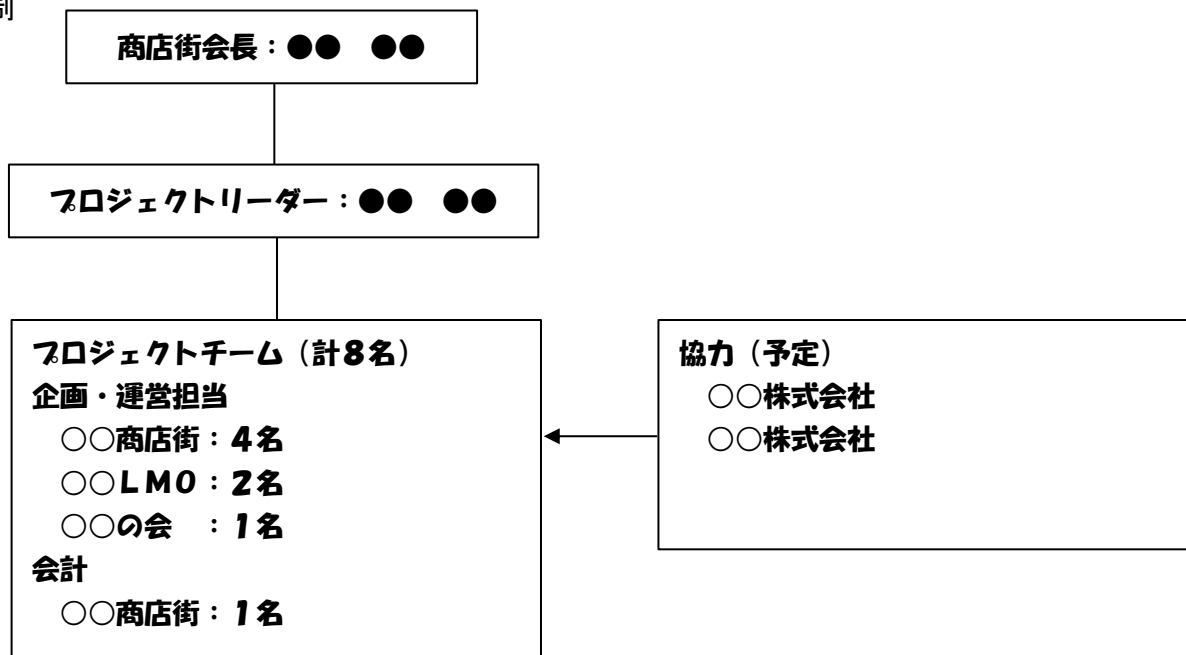 制
商店街会長：●●　●●
プロジェクトリーダー：●●　●●
プロジェクトチーム（計８名）
企画・運営担当
　○○商店街：４名
　○○ＬＭＯ：２名
　○○の会　：１名
会計
　○○商店街：１名
協力（予定）
　○○株式会社
　○○株式会社